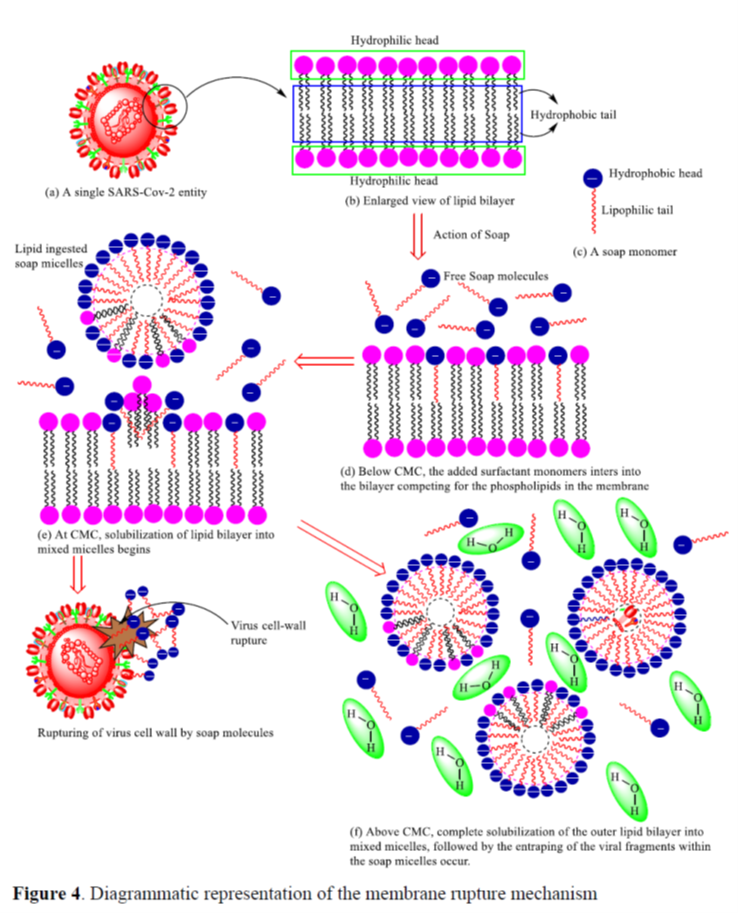 Hydrophilic head
Hydrophobic tail
Hydrophilic head
(a) A single SARS-Cov-2 entity
(b) Enlarged view of lipid bilayer
Hydrophobic head
Lipophilic tail
(c) A soap monomer
Action of Soap
Lipid ingested
soap micelles
Free Soap molecules
(d) Below CMC, the added surfactant monomers inters into
the bilayer competing for the phospholipids in the membrane
(e) At CMC, solubilization of lipid bilayer into
mixed micelles begins
Virus cell-wall
rupture
Rupturing of virus cell wall by soap molecules
H O H
H O H
H O H
H O H
H O H
H O H
H O H
H O H
H O H
H O H
(f) Above CMC, complete solubilization of the outer lipid bilayer into
mixed micelles, followed by the entraping of the viral fragments within
the soap micelles occur.
Figure 4. Diagrammatic representation of the membrane rupture mechanism